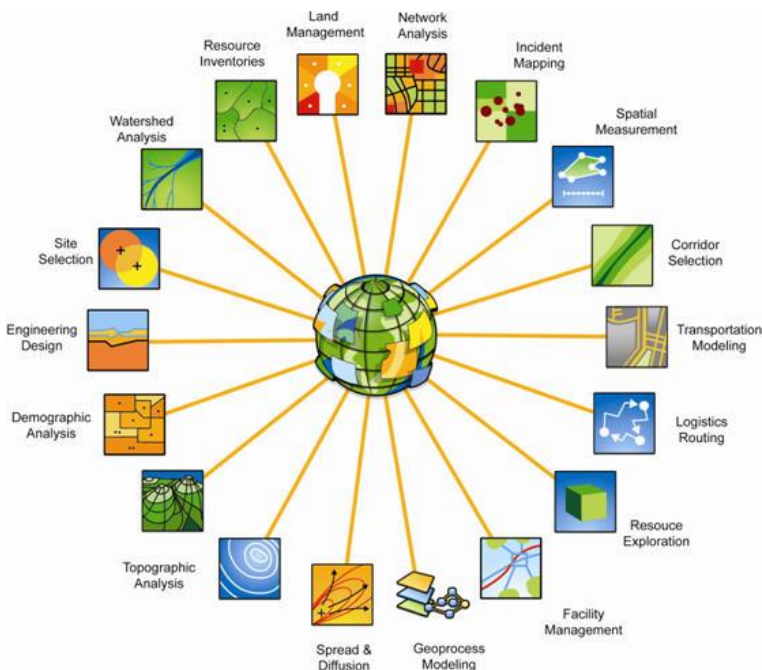 Land
Management
Network
Analysis
Incident
Mapping
Spatial
Measurement
Corridor
Selection
Transportation
Modeling
Logistics
Routing
Resouce
Exploration
Facility
Management
Geoprocess
Modeling
Spread &
Diffusion
Topographic
Analysis
Demographic
Analysis
Engineering
Design
Site
Selection
Watershed
Analysis
Resource
Inventories